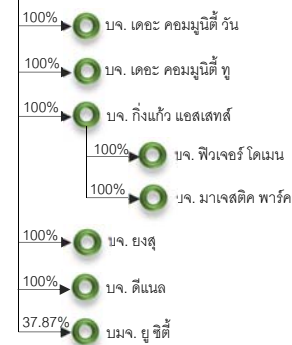 100% บจ. เดอะ คอมมูนิตี้ วัน
100% บจ. เดอะ คอมมูนิตี้ ทู
100% บจ. กิ่งแก้ว แอสเสทส์
100% บจ. ฟิวเจอร์ โดเมน
100% บจ. มาเจสติค พาร์ค
100% บจ. ยงสุ
100% บจ. ดีแนล
37.87% บมจ. ยู ซิตี้